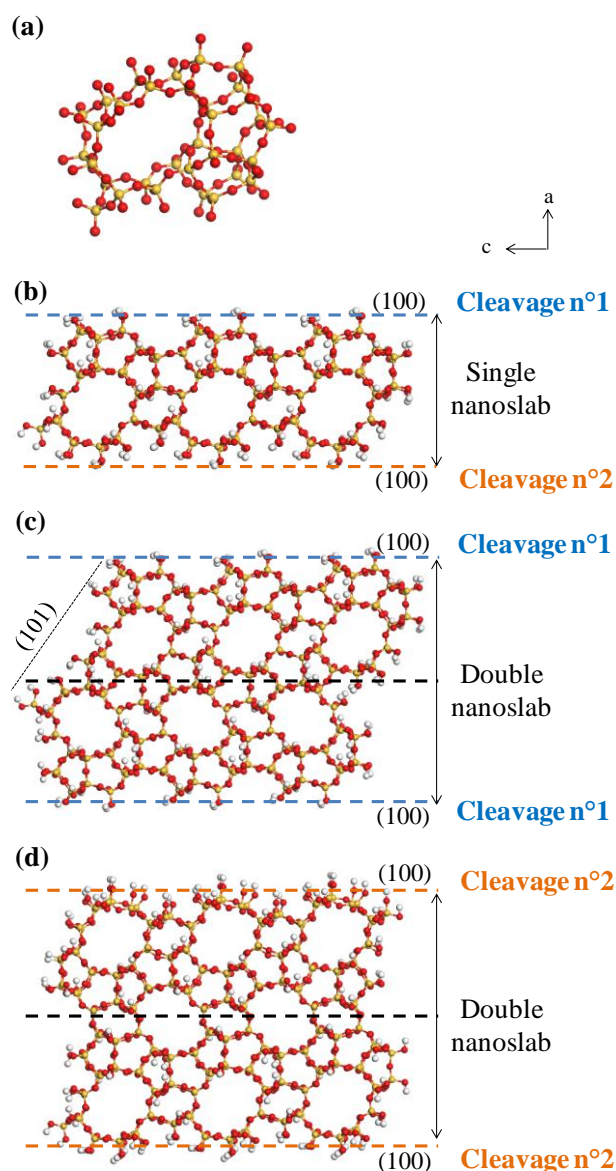 (a)
a
c
(b)
(100)
Cleavage n°1
Single
nanoslab
(100)
Cleavage n°2
(c)
(100)
Cleavage n°1
(101)
Double
nanoslab
(100)
Cleavage n°1
(d)
(100)
Cleavage n°2
Double
nanoslab
(100)
Cleavage n°2